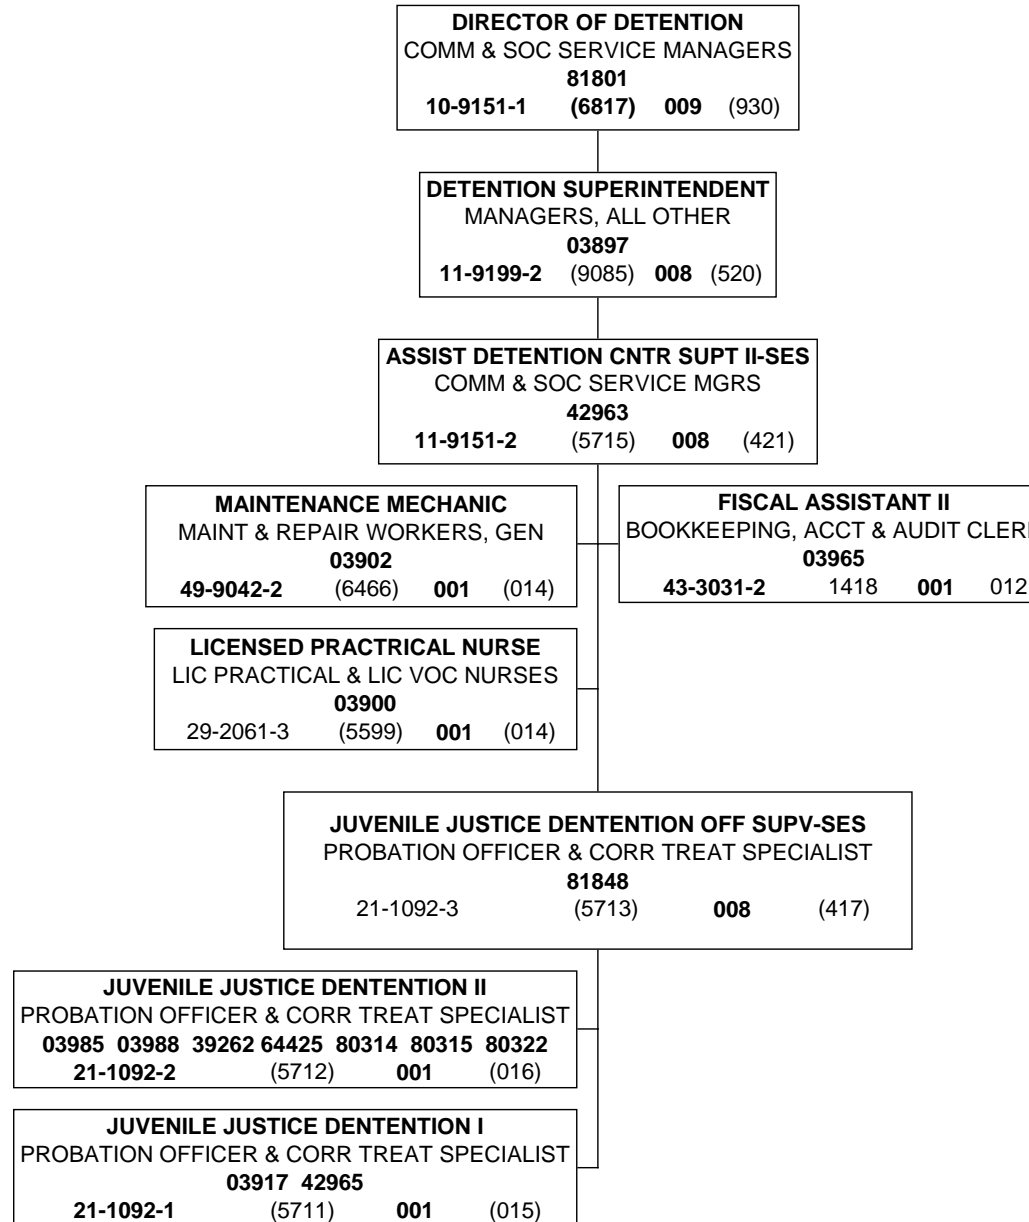 DIRECTOR OF DETENTION
COMM & SOC SERVICE MANAGERS
81801
10-9151-1 (6817) 009 (930)
DETENTION SUPERINTENDENT
MANAGERS, ALL OTHER
03897
11-9199-2 (9085) 008 (520)
ASSIST DETENTION CNTR SUPT II-SES
COMM & SOC SERVICE MGRS
42963
11-9151-2 (5715) 008 (421)
MAINTENANCE MECHANIC
MAINT & REPAIR WORKERS, GEN
03902
49-9042-2 (6466) 001 (014)
FISCAL ASSISTANT II
BOOKKEEPING, ACCT & AUDIT CLER
03965
43-3031-2 1418 001 012
LICENSED PRACTRICAL NURSE
LIC PRACTICAL & LIC VOC NURSES
03900
29-2061-3 (5599) 001 (014)
JUVENILE JUSTICE DENTENTION OFF SUPV-SES
PROBATION OFFICER & CORR TREAT SPECIALIST
81848
21-1092-3 (5713) 008 (417)
JUVENILE JUSTICE DENTENTION II
PROBATION OFFICER & CORR TREAT SPECIALIST
03985 03988 39262 64425 80314 80315 80322
21-1092-2 (5712) 001 (016)
JUVENILE JUSTICE DENTENTION I
PROBATION OFFICER & CORR TREAT SPECIALIST
03917 42965
21-1092-1 (5711) 001 (015)